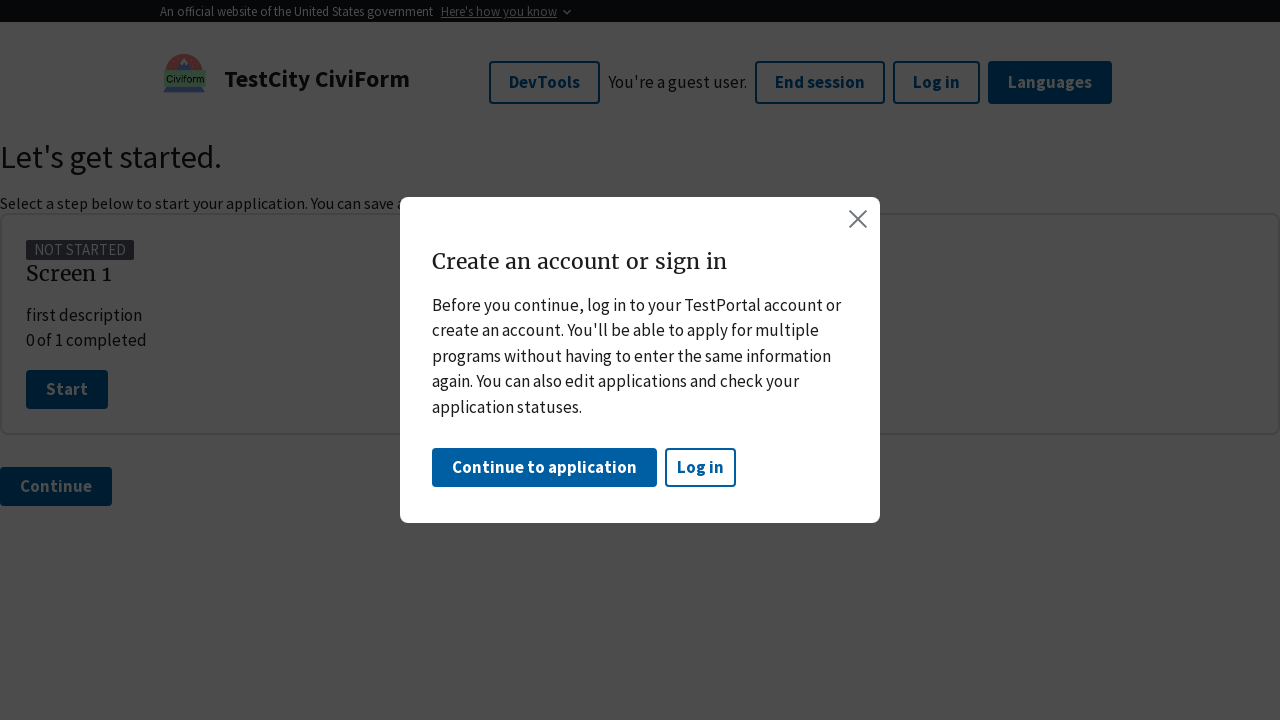 An official website of the United States government Here's how you know
Civiform
TestCity CiviForm
DevTools
You're a guest user.
End session
Log in
Languages
Let's get started.
Select a step below to start your application. You can save
NOT STARTED
Screen 1
first description
0 of 1 completed
Start
Continue
Create an account or sign in
Before you continue, log in to your TestPortal account or
create an account. You'll be able to apply for multiple
programs without having to enter the same information
again. You can also edit applications and check your
application statuses.
Continue to application
Log in